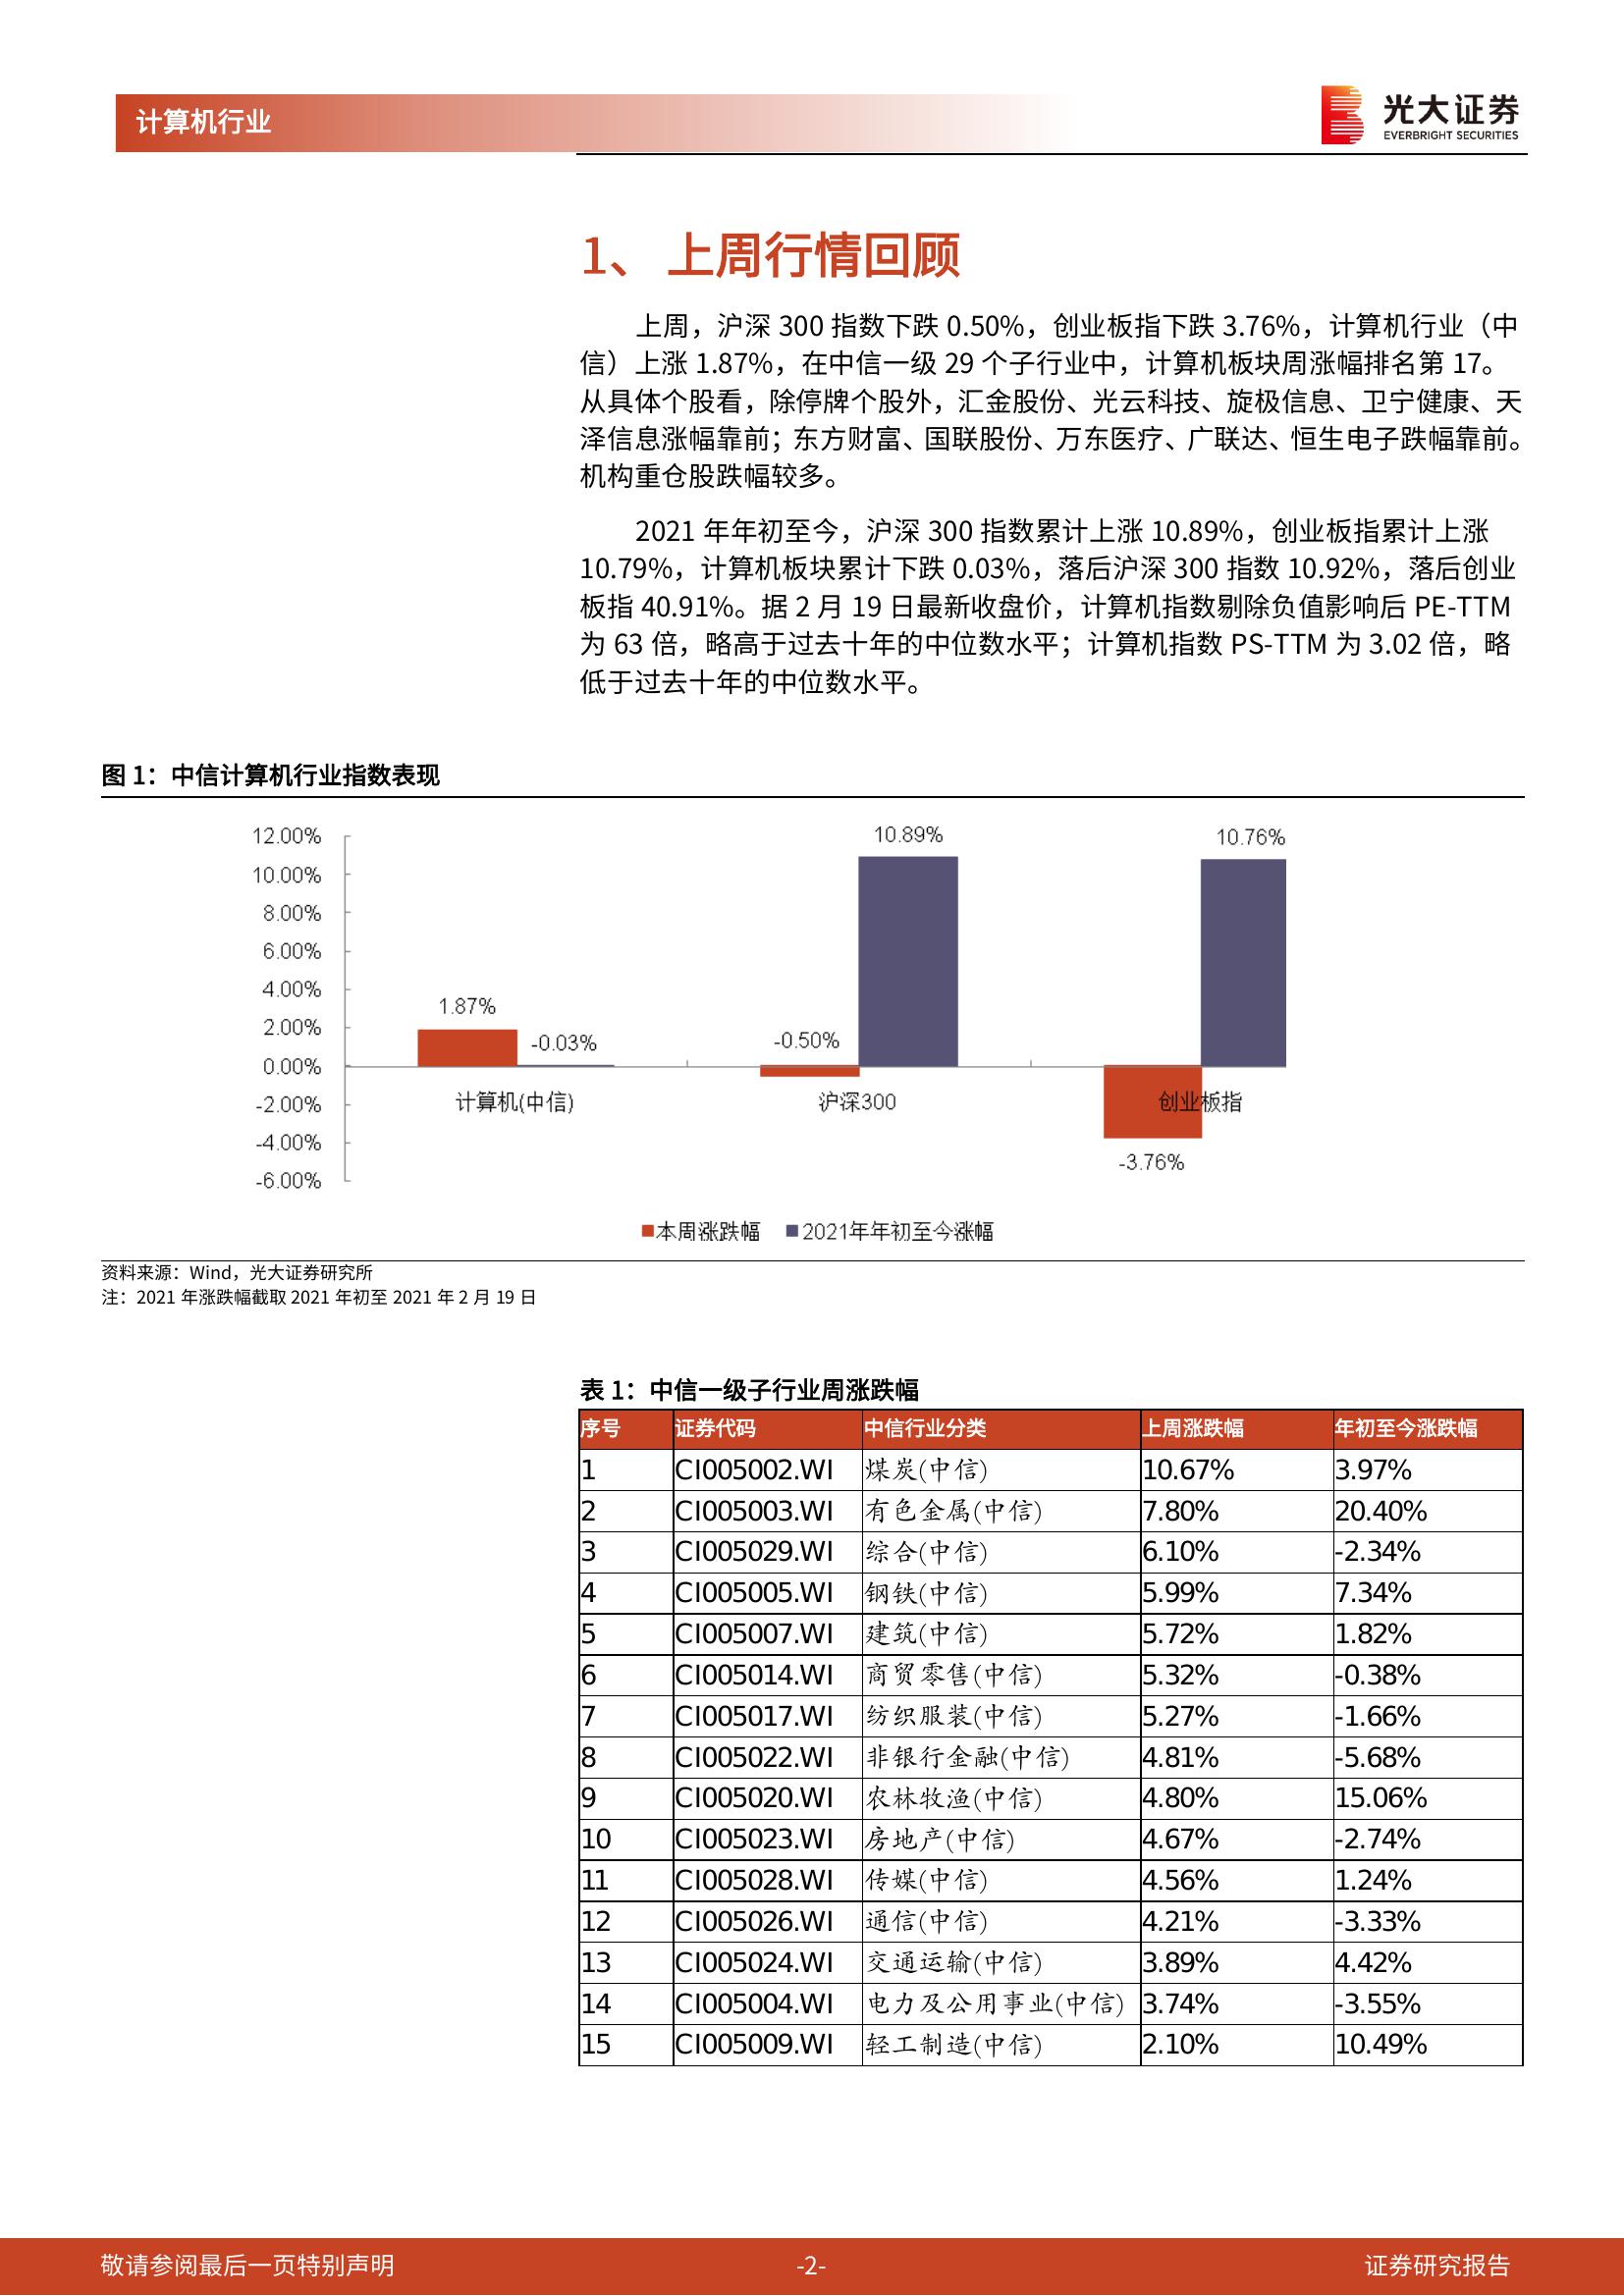 计算机行业
光大证券
EVERBRIGHT SECURITIES
1、 上周行情回顾
上周，沪深 300 指数下跌 0.50%，创业板指下跌 3.76%，计算机行业（中
信）上涨 1.87%，在中信一级 29 个子行业中，计算机板块周涨幅排名第 17。
从具体个股看，除停牌个股外，汇金股份、光云科技、旋极信息、卫宁健康、天
泽信息涨幅靠前；东方财富、国联股份、万东医疗、广联达、恒生电子跌幅靠前。
机构重仓股跌幅较多。
2021 年年初至今，沪深 300 指数累计上涨 10.89%，创业板指累计上涨
10.79%，计算机板块累计下跌 0.03%，落后沪深 300 指数 10.92%，落后创业
板指 40.91%。据 2 月 19 日最新收盘价，计算机指数剔除负值影响后 PE-TTM
为 63 倍，略高于过去十年的中位数水平；计算机指数 PS-TTM 为 3.02 倍，略
低于过去十年的中位数水平。
图 1：中信计算机行业指数表现
12.00%
10.00%
8.00%
6.00%
4.00%
2.00%
0.00%
-2.00%
-4.00%
-6.00%
1.87%
-0.03%
-0.50%
10.89%
-3.76%
10.76%
计算机(中信)
沪深300
创业板指
本周涨跌幅 2021年年初至今涨幅
资料来源：Wind，光大证券研究所
注：2021 年涨跌幅截取 2021 年初至 2021 年 2 月 19 日
表 1：中信一级子行业周涨跌幅
序号 证券代码 中信行业分类 上周涨跌幅 年初至今涨跌幅
1 CI005002.WI 煤炭(中信) 10.67% 3.97%
2 CI005003.WI 有色金属(中信) 7.80% 20.40%
3 CI005029.WI 综合(中信) 6.10% -2.34%
4 CI005005.WI 钢铁(中信) 5.99% 7.34%
5 CI005007.WI 建筑(中信) 5.72% 1.82%
6 CI005014.WI 商贸零售(中信) 5.32% -0.38%
7 CI005017.WI 纺织服装(中信) 5.27% -1.66%
8 CI005022.WI 非银行金融(中信) 4.81% -5.68%
9 CI005020.WI 农林牧渔(中信) 4.80% 15.06%
10 CI005023.WI 房地产(中信) 4.67% -2.74%
11 CI005028.WI 传媒(中信) 4.56% 1.24%
12 CI005026.WI 通信(中信) 4.21% -3.33%
13 CI005024.WI 交通运输(中信) 3.89% 4.42%
14 CI005004.WI 电力及公用事业(中信) 3.74% -3.55%
15 CI005009.WI 轻工制造(中信) 2.10% 10.49%
敬请参阅最后一页特别声明 -2- 证券研究报告